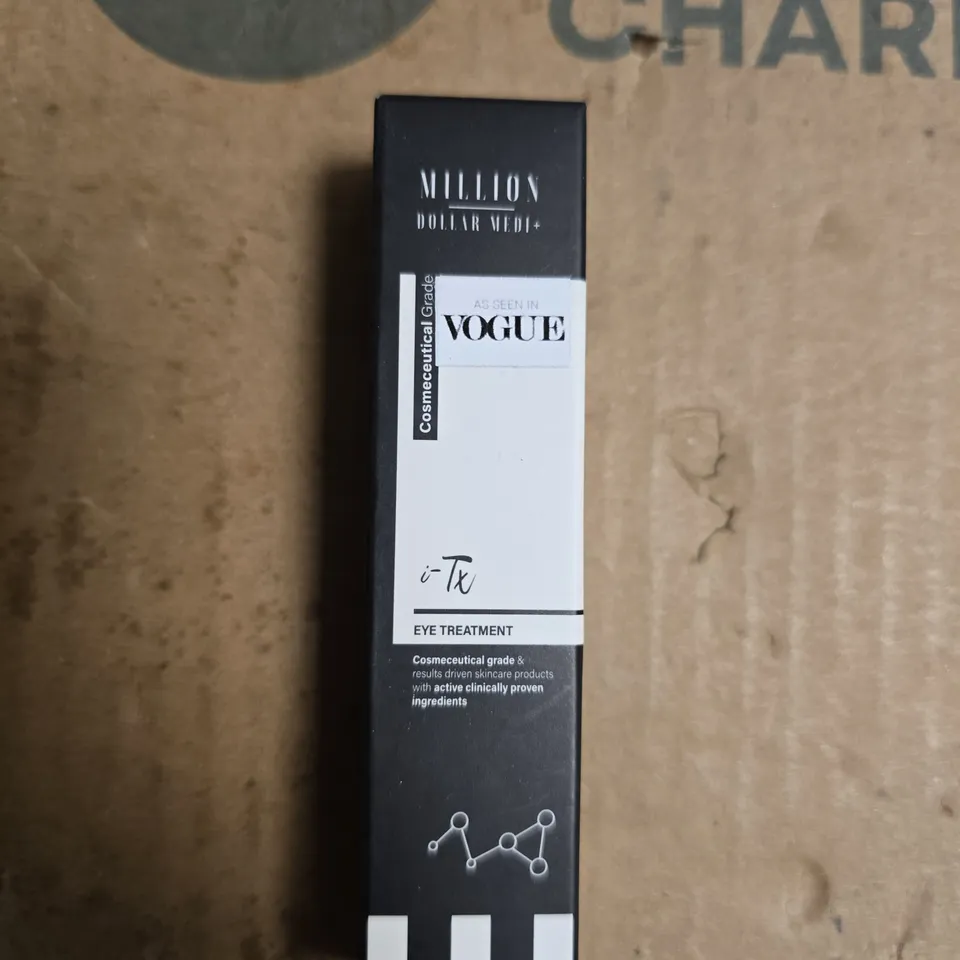 CHARI
MILLION
DOLLAR MEDI+
Cosmeceutical Grade
AS SEEN IN
VOGUE
i-Tx
EYE TREATMENT
Cosmeceutical grade &
results driven skincare products
with active clinically proven
ingredients